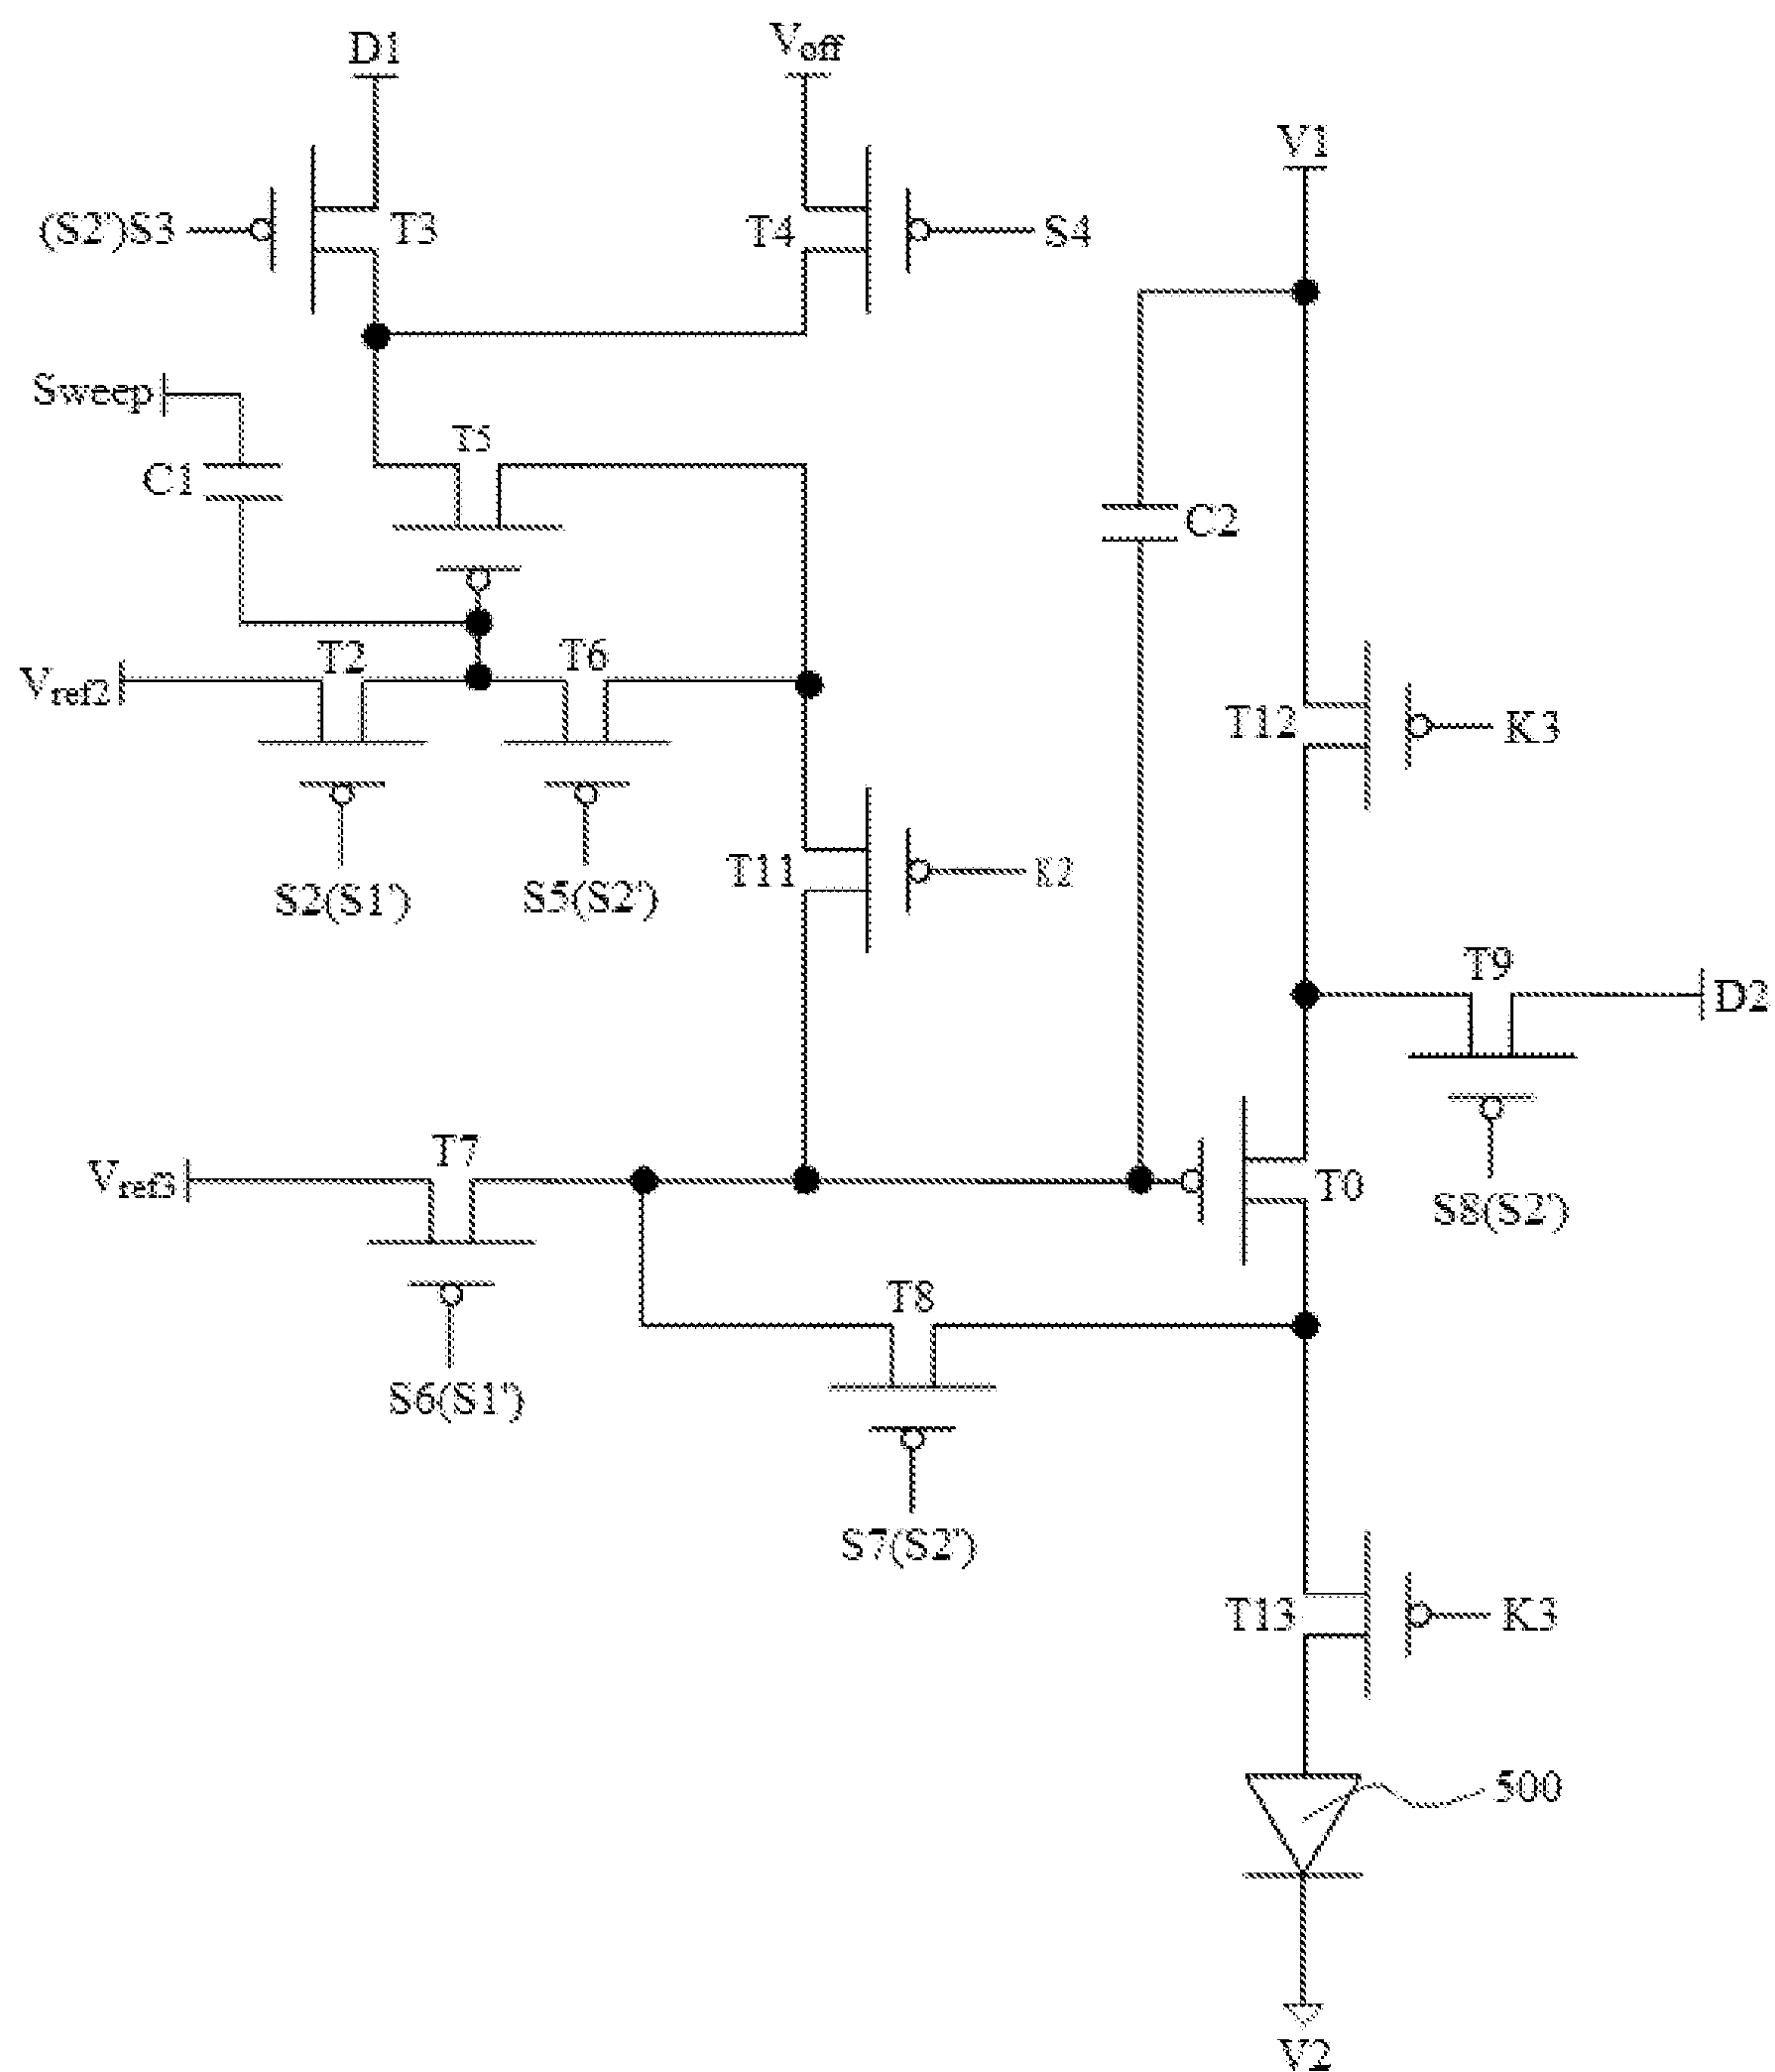 D1
Voff
V1
(S2')S3
T3
T4
S4
Sweep
C1
T5
C2
Vref2
T2
T6
T12
K3
S2(S1')
S5(S2')
T11
K2
T9
D2
Vref3
T7
T0
S8(S2')
T8
S6(S1')
S7(S2')
T13
K3
500
V2